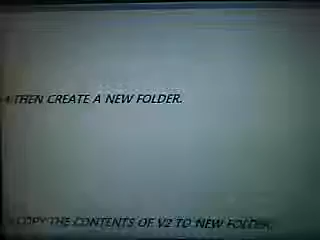 4.THEN CREATE A NEW FOLDER.
COPY THE CONTENTS OF V2 TO NEW FOLDER.